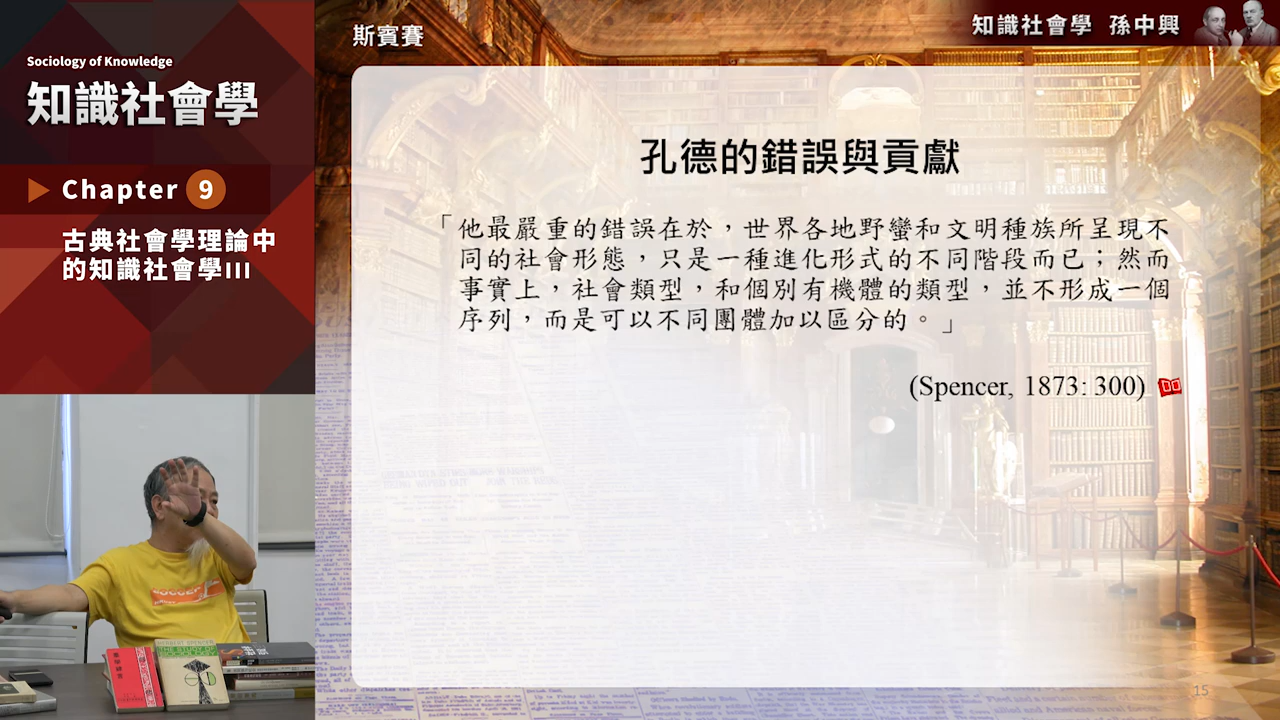 Sociology of Knowledge
知識社會學
Chapter 9
古典社會學理論中
的知識社會學III
斯賓賽
知識社會學 孫中興
孔德的錯誤與貢獻
「他最嚴重的錯誤在於，世界各地野蠻和文明種族所呈現不
同的社會形態，只是一種進化形式的不同階段而已；然而
事實上，社會類型，和個別有機體的類型，並不形成一個
序列，而是可以不同團體加以區分的。」
(Spencer, 1873: 300)
15
SOCCER
HERBERT SPENCER
THE STUDY OF
SOCIOLOGY